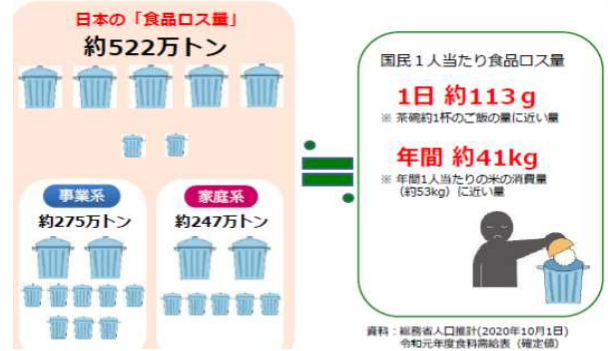 日本の「食品ロス量」
約522万トン
事業系
約275万トン
家庭系
約247万トン
国民1人当たり食品ロス量
1日 約113g
※ 茶碗約1杯のご飯の量に近い量
年間 約41kg
※ 年間1人当たりの米の消費量
(約53kg)に近い量
資料:総務省人口推計(2020年10月1日)
令和元年度食料需給表(確定値)